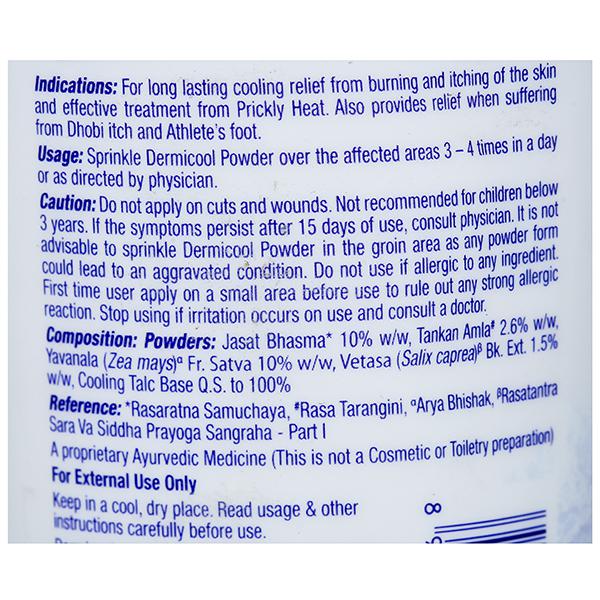 Indications: For long lasting cooling relief from burning and itching of the skin
and effective treatment from Prickly Heat. Also provides relief when suffering
from Dhobi itch and Athlete's foot.
Usage: Sprinkle Dermicool Powder over the affected areas 3 – 4 times in a day
or as directed by physician.
Caution: Do not apply on cuts and wounds. Not recommended for children below
3 years. If the symptoms persist after 15 days of use, consult physician. It is not
advisable to sprinkle Dermicool Powder in the groin area as any powder form
could lead to an aggravated condition. Do not use if allergic to any ingredient.
First time user apply on a small area before use to rule out any strong allergic
reaction. Stop using if irritation occurs on use and consult a doctor.
Composition: Powders: Jasat Bhasma* 10% w/w, Tankan Amla# 2.6% w/w,
Yavanala (Zea mays)α Fr. Satva 10% w/w, Vetasa (Salix caprea)β Bk. Ext. 1.5%
w/w, Cooling Talc Base Q.S. to 100%
Reference: *Rasaratna Samuchaya, #Rasa Tarangini, αArya Bhishak, βRasatantra
Sara Va Siddha Prayoga Sangraha - Part I
A proprietary Ayurvedic Medicine (This is not a Cosmetic or Toiletry preparation)
For External Use Only
Keep in a cool, dry place. Read usage & other
instructions carefully before use.
8